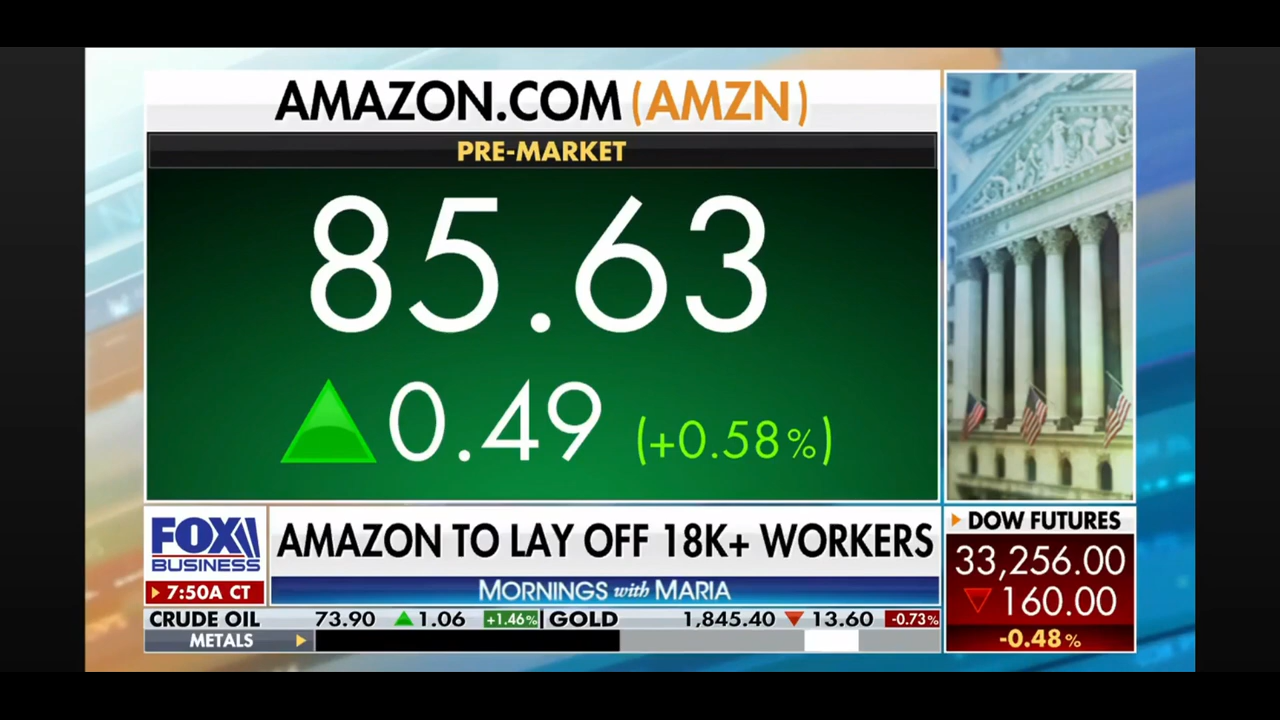 AMAZON.COM (AMZN)
PRE-MARKET
85.63
0.49 (+0.58%)
FOX
BUSINESS
7:50A CT
AMAZON TO LAY OFF 18K+ WORKERS
MORNINGS with MARIA
DOW FUTURES
33,256.00
160.00
-0.48%
CRUDE OIL 73.90 1.06 +1.46% GOLD 1,845.40 13.60 -0.73%
METALS